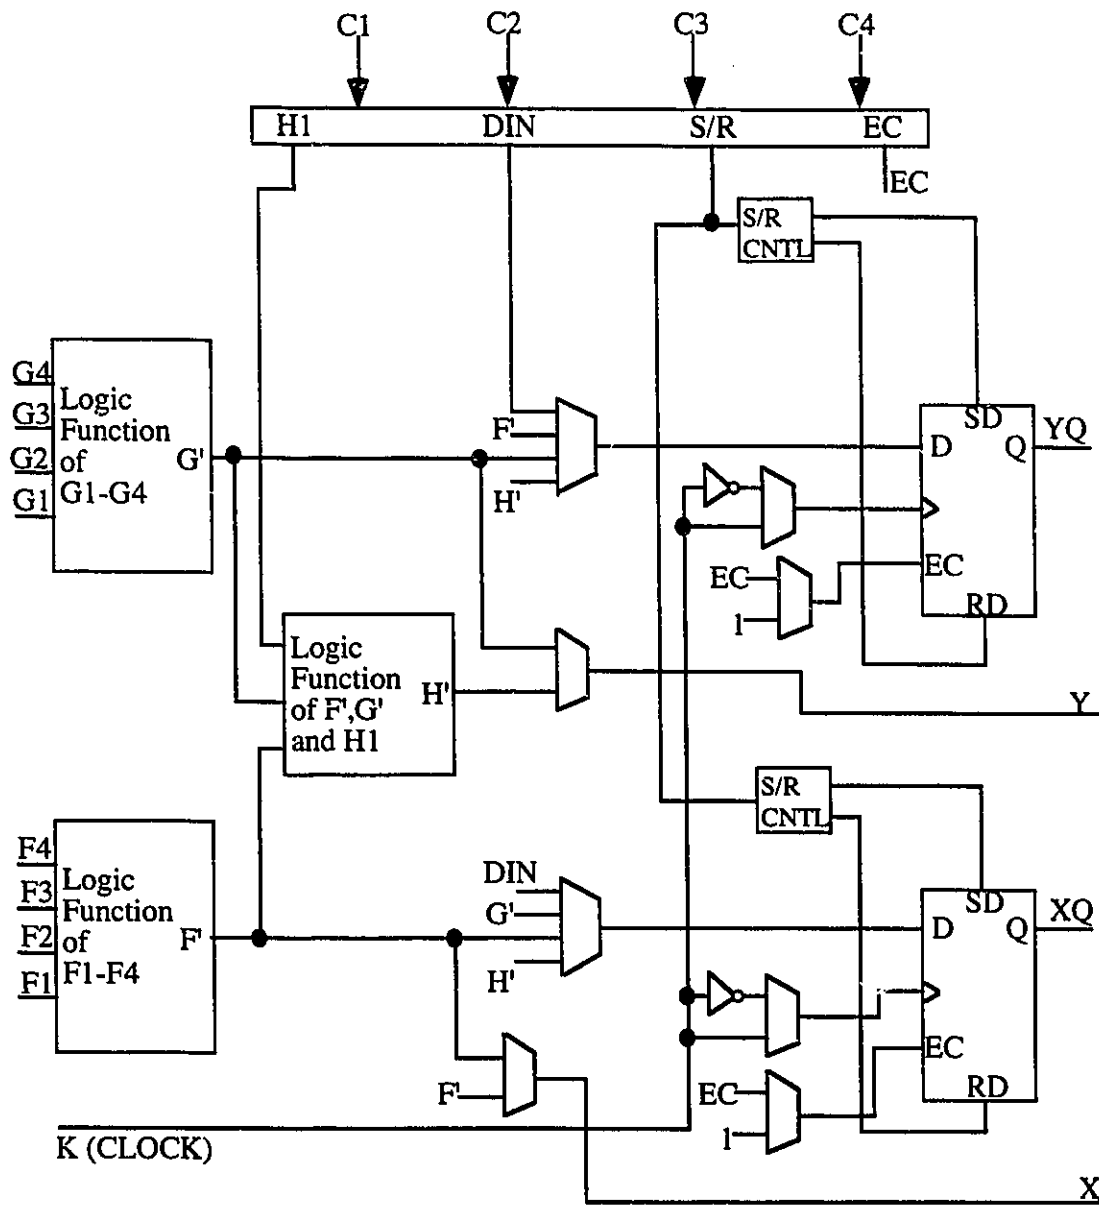 C1
C2
C3
C4
H1
DIN
S/R
EC
EC
S/R
CNTL
G4
G3
G2
G1
Logic
Function
of
G1-G4
G'
F'
H'
SD
D
Q
YQ
EC
RD
EC
1
Logic
Function
of F',G'
and H1
H'
Y
S/R
CNTL
F4
F3
F2
F1
Logic
Function
of
F1-F4
F'
DIN
G'
H'
SD
D
Q
XQ
EC
RD
F'
EC
1
K (CLOCK)
X